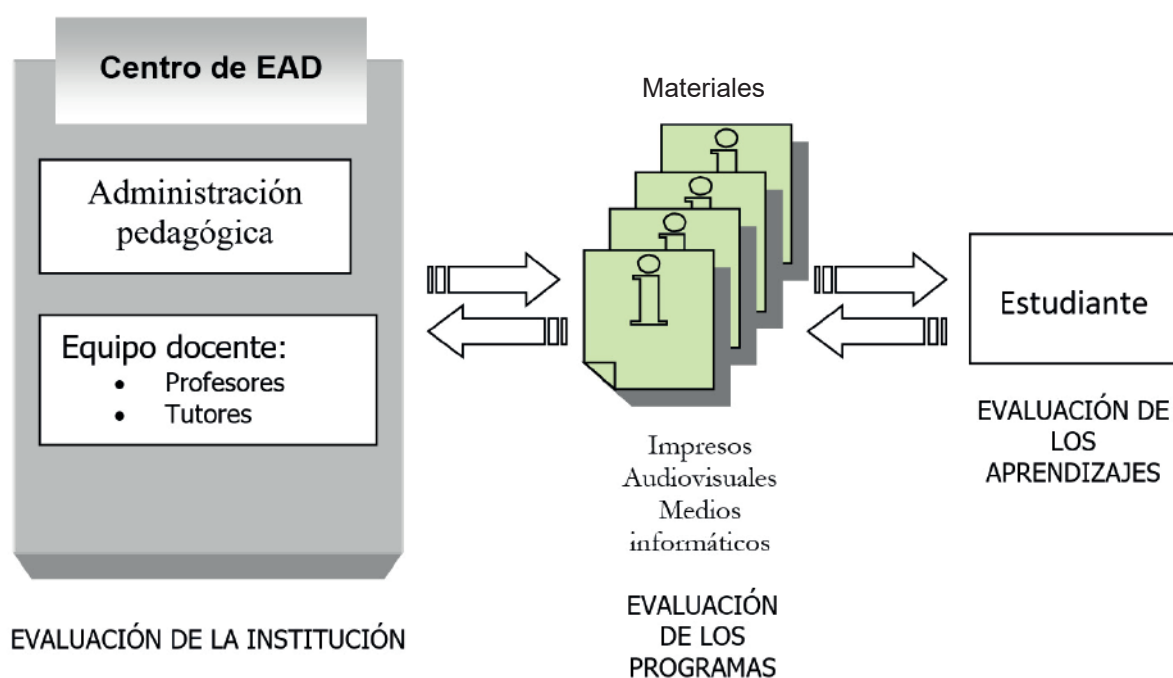 Centro de EAD
Administración
pedagógica
Equipo docente:
• Profesores
• Tutores
EVALUACIÓN DE LA INSTITUCIÓN
Materiales
i
i
i
i
Impresos
Audiovisuales
Medios
informáticos
EVALUACIÓN
DE LOS
PROGRAMAS
Estudiante
EVALUACIÓN DE
LOS
APRENDIZAJES